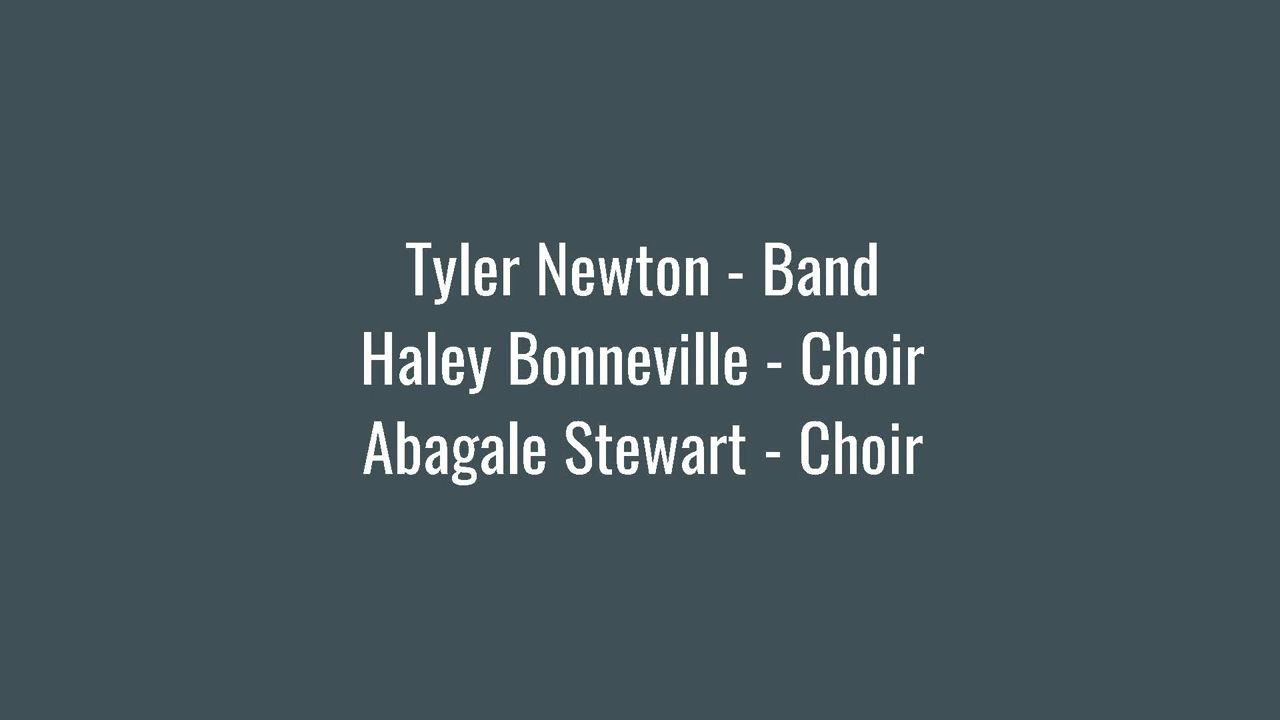 Tyler Newton - Band
Haley Bonneville - Choir
Abagale Stewart - Choir